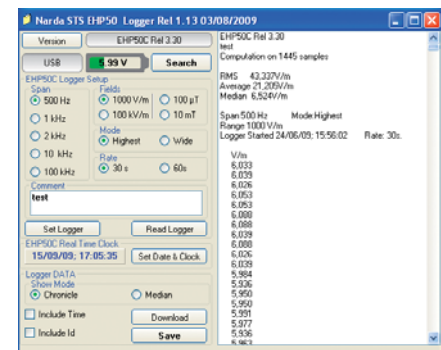 Narda STS EHP50 Logger Rel 1.13 03/08/2009
Version
EHP50C Rel 3.30
USB
5.99 V
Search
EHP50C Logger Setup
Span
500 Hz
1 kHz
2 kHz
10 kHz
100 kHz
Fields
1000 V/m
100 µT
100 kV/m
10 mT
Mode
Highest
Wide
Rate
30 s
60s
Comment
test
Set Logger
Read Logger
EHP50C Real Time Clock
15/09/09; 17:05:35
Set Date & Clock
Logger DATA
Show Mode
Chronicle
Median
Include Time
Download
Include Id
Save
EHP50C Rel 3.30
test
Computation on 1445 samples
RMS 43,337V/m
Average 21,209V/m
Median 6,524V/m
Span 500 Hz Mode:Highest
Range 1000 V/m
Logger Started 24/06/09; 15:56:02 Rate: 30s.
V/m
6,033
6,039
6,026
6,053
6,053
6,088
6,088
6,039
6,088
6,026
6,039
5,984
5,936
5,950
5,950
5,991
5,977
5,936
5,963